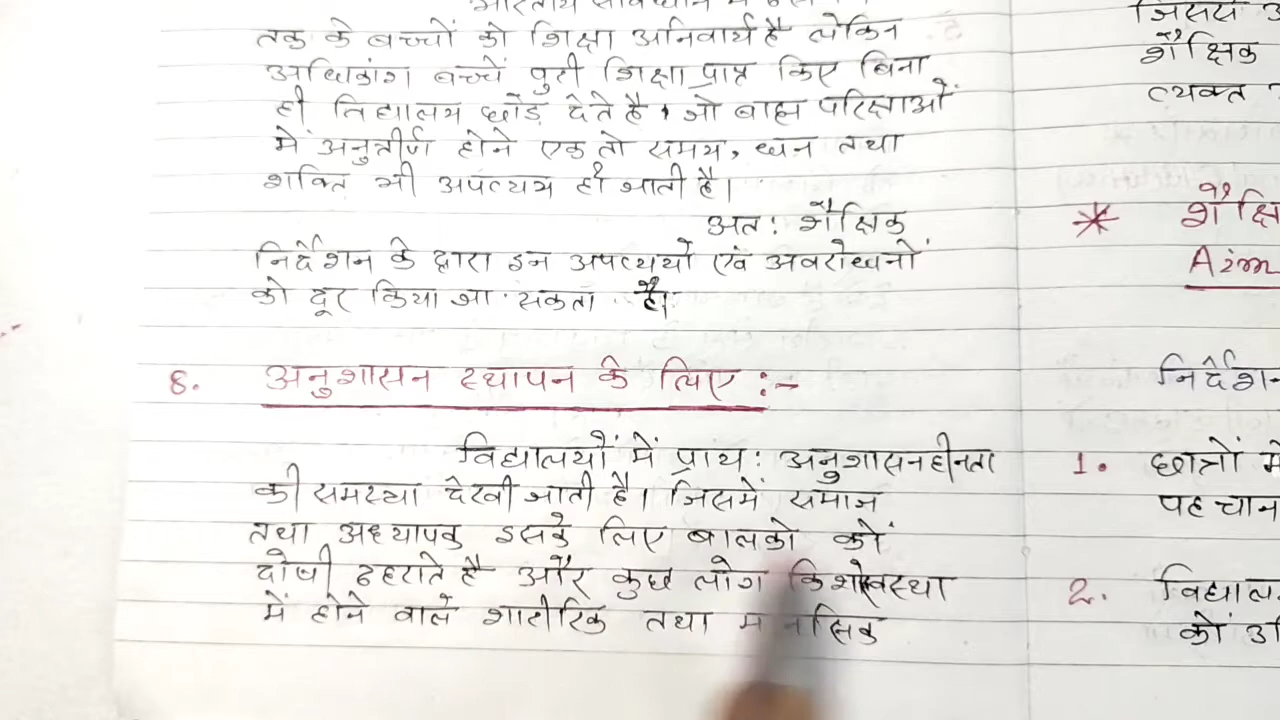 तक के बच्चों को शिक्षा अनिवार्य है लेकिन
अधिकांश बच्चें पुरी शिक्षा प्राप्त किए बिना
ही विद्यालय छोड़ देते है, जो बाह्य परिक्षाओं
में अनुत्तीर्ण होने एक तो समय, धन तथा
शक्ति भी अपव्यय हो जाती है।
अत: शैक्षिक
निर्देशन के द्वारा इन अपव्ययों एवं अवरोधनों
को दूर किया जा सकता है।
8. अनुशासन स्थापन के लिए :-
विद्यालयों में प्राय: अनुशासनहीनता
की समस्या देखी जाती है। जिसमें समाज
तथा अध्यापक इसके लिए बालको को
दोषी ठहराते है और कुछ लोग किशोरवस्था
में होने वाले शारीरिक तथा मानसिक
जिससे
शैक्षिक
व्यक्त
* शैक्षि
Aim
निर्देशन
1. छात्रों में
पहचान
2. विद्याल
को